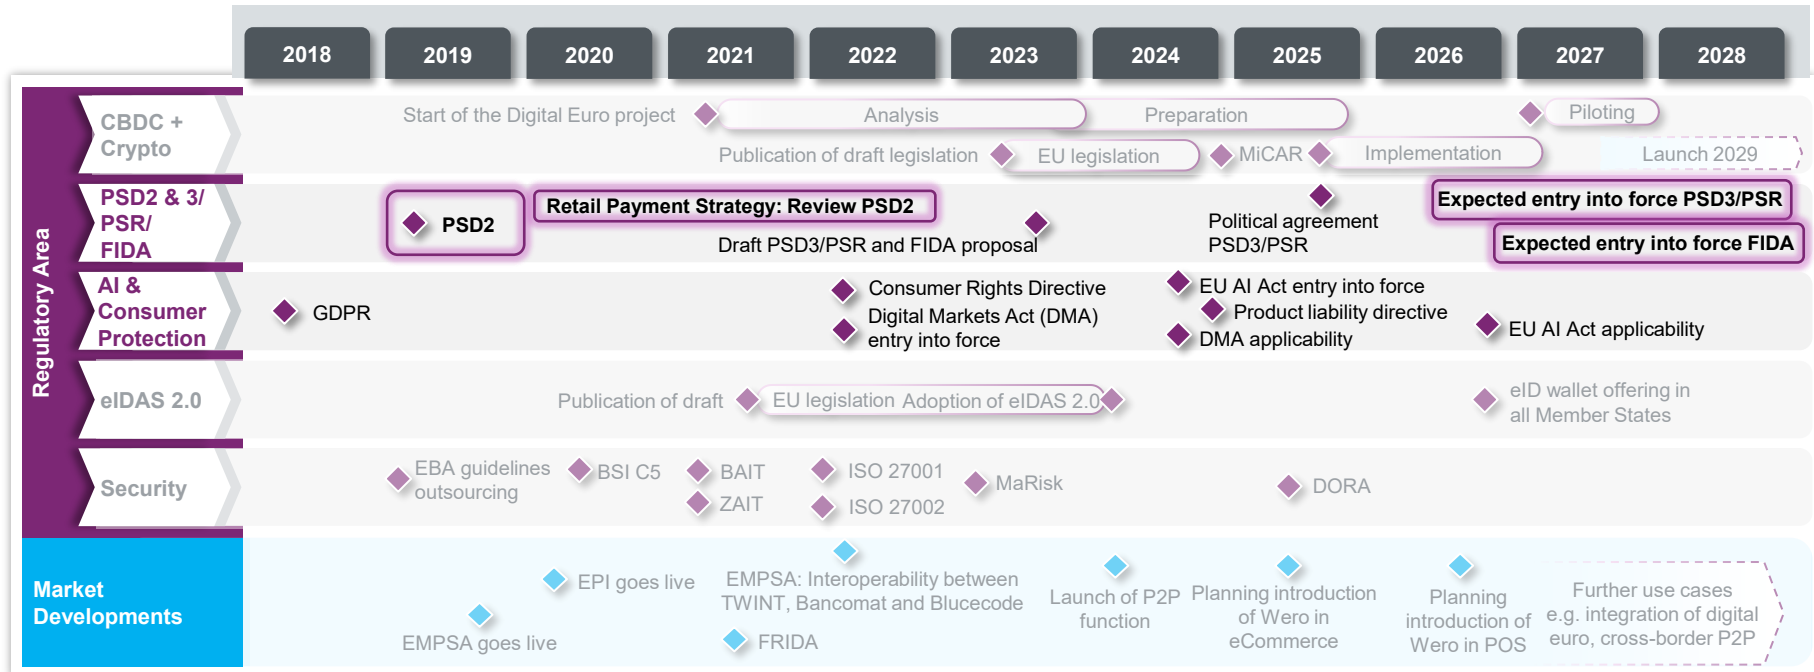 2018 2019 2020 2021 2022 2023 2024 2025 2026 2027 2028
Regulatory Area
CBDC +
Crypto
Start of the Digital Euro project
Analysis
Preparation
Piloting
Publication of draft legislation
EU legislation
MiCAR
Implementation
Launch 2029
PSD2 & 3/
PSR/
FIDA
PSD2
Retail Payment Strategy: Review PSD2
Draft PSD3/PSR and FIDA proposal
Political agreement
PSD3/PSR
Expected entry into force PSD3/PSR
Expected entry into force FIDA
AI &
Consumer
Protection
GDPR
Consumer Rights Directive
Digital Markets Act (DMA)
entry into force
EU AI Act entry into force
Product liability directive
DMA applicability
EU AI Act applicability
eIDAS 2.0
Publication of draft
EU legislation
Adoption of eIDAS 2.0
eID wallet offering in
all Member States
Security
EBA guidelines
outsourcing
BSI C5
BAIT
ZAIT
ISO 27001
ISO 27002
MaRisk
DORA
Market
Developments
EMPSA goes live
EPI goes live
EMPSA: Interoperability between
TWINT, Bancomat and Blucecode
FRIDA
Launch of P2P
function
Planning introduction
of Wero in
eCommerce
Planning
introduction of
Wero in POS
Further use cases
e.g. integration of digital
euro, cross-border P2P